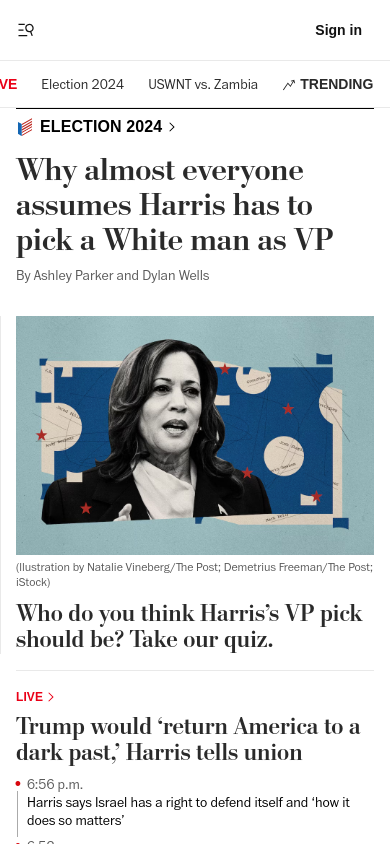 Sign in
VE
Election 2024
USWNT vs. Zambia
TRENDING
ELECTION 2024
Why almost everyone
assumes Harris has to
pick a White man as VP
By Ashley Parker and Dylan Wells
(Ilustration by Natalie Vineberg/The Post; Demetrius Freeman/The Post;
iStock)
Who do you think Harris's VP pick
should be? Take our quiz.
LIVE
Trump would ‘return America to a
dark past,’ Harris tells union
6:56 p.m.
Harris says Israel has a right to defend itself and ‘how it
does so matters’